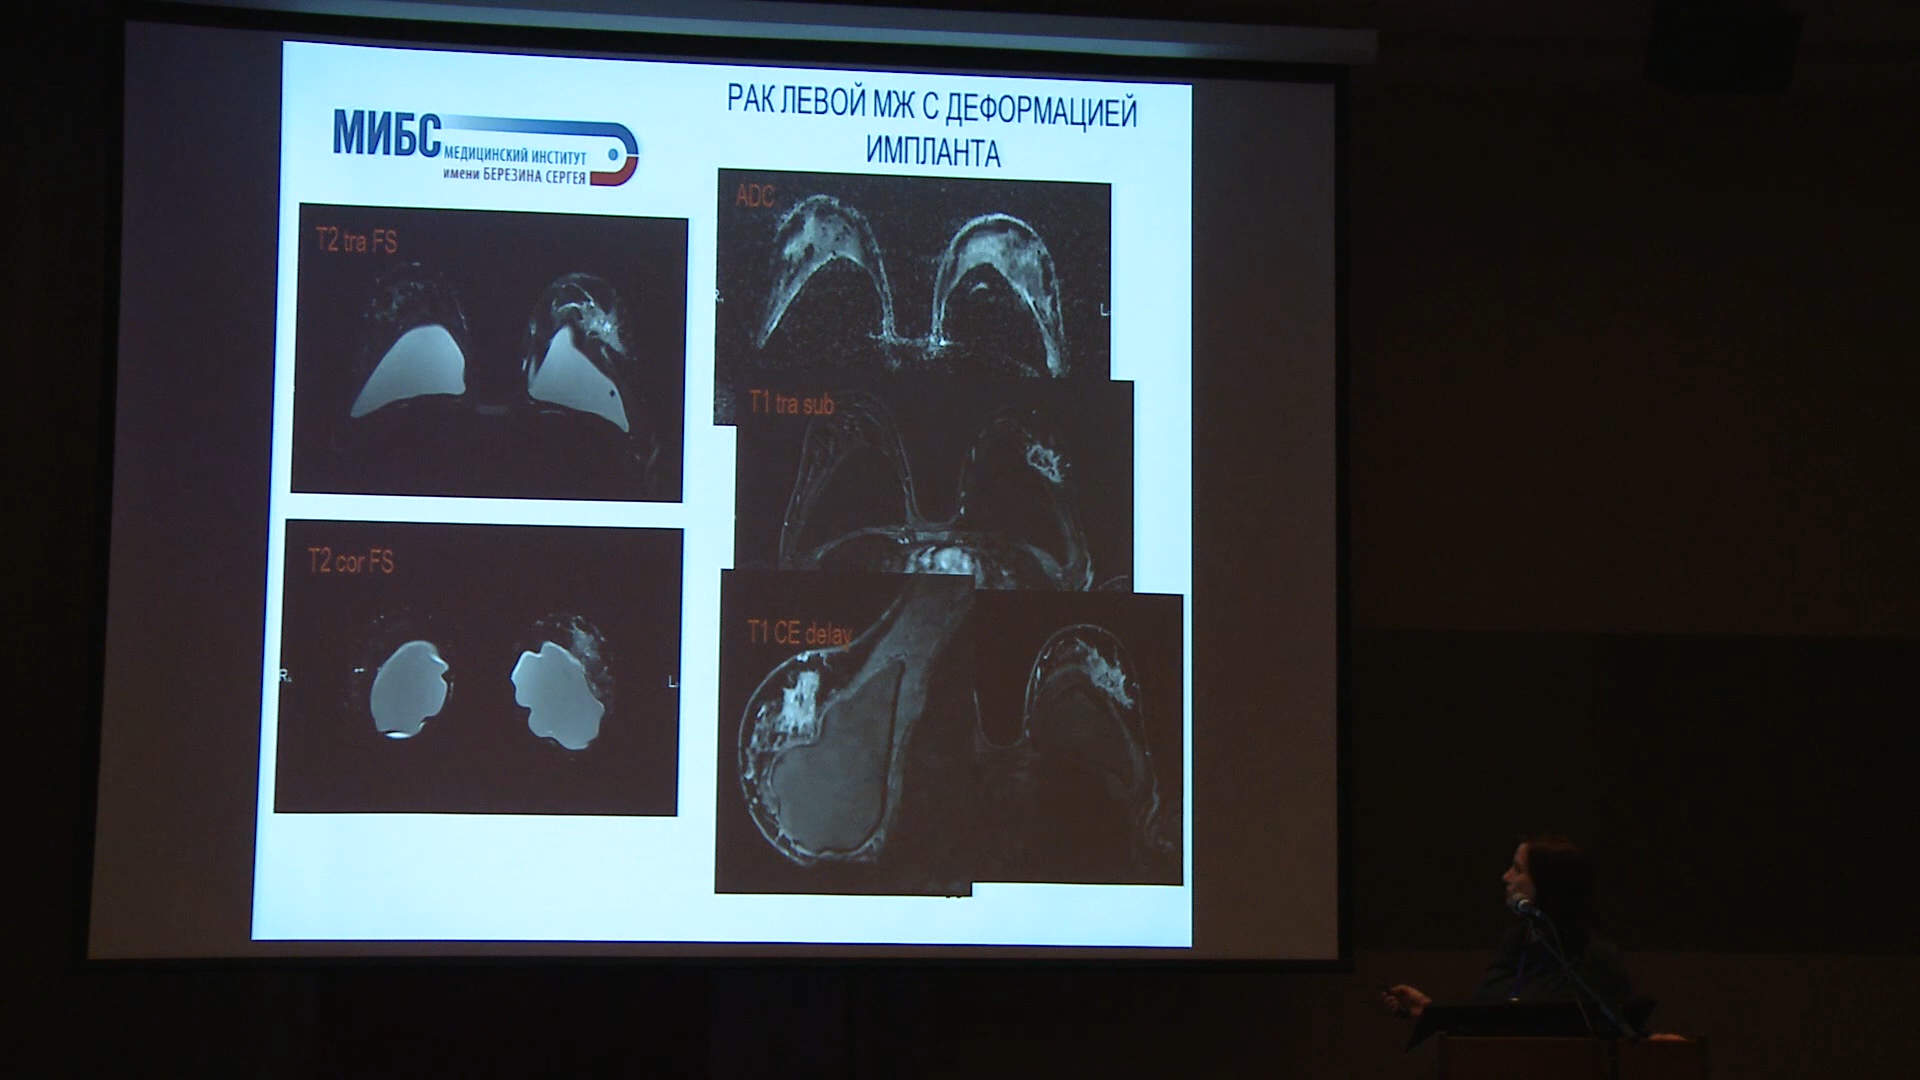 МИБС
МЕДИЦИНСКИЙ ИНСТИТУТ
имени БЕРЕЗИНА СЕРГЕЯ
РАК ЛЕВОЙ МЖ С ДЕФОРМАЦИЕЙ
ИМПЛАНТА
T2 tra FS
T2 cor FS
R
L
ADC
R
L
T1 tra sub
T1 CE delay